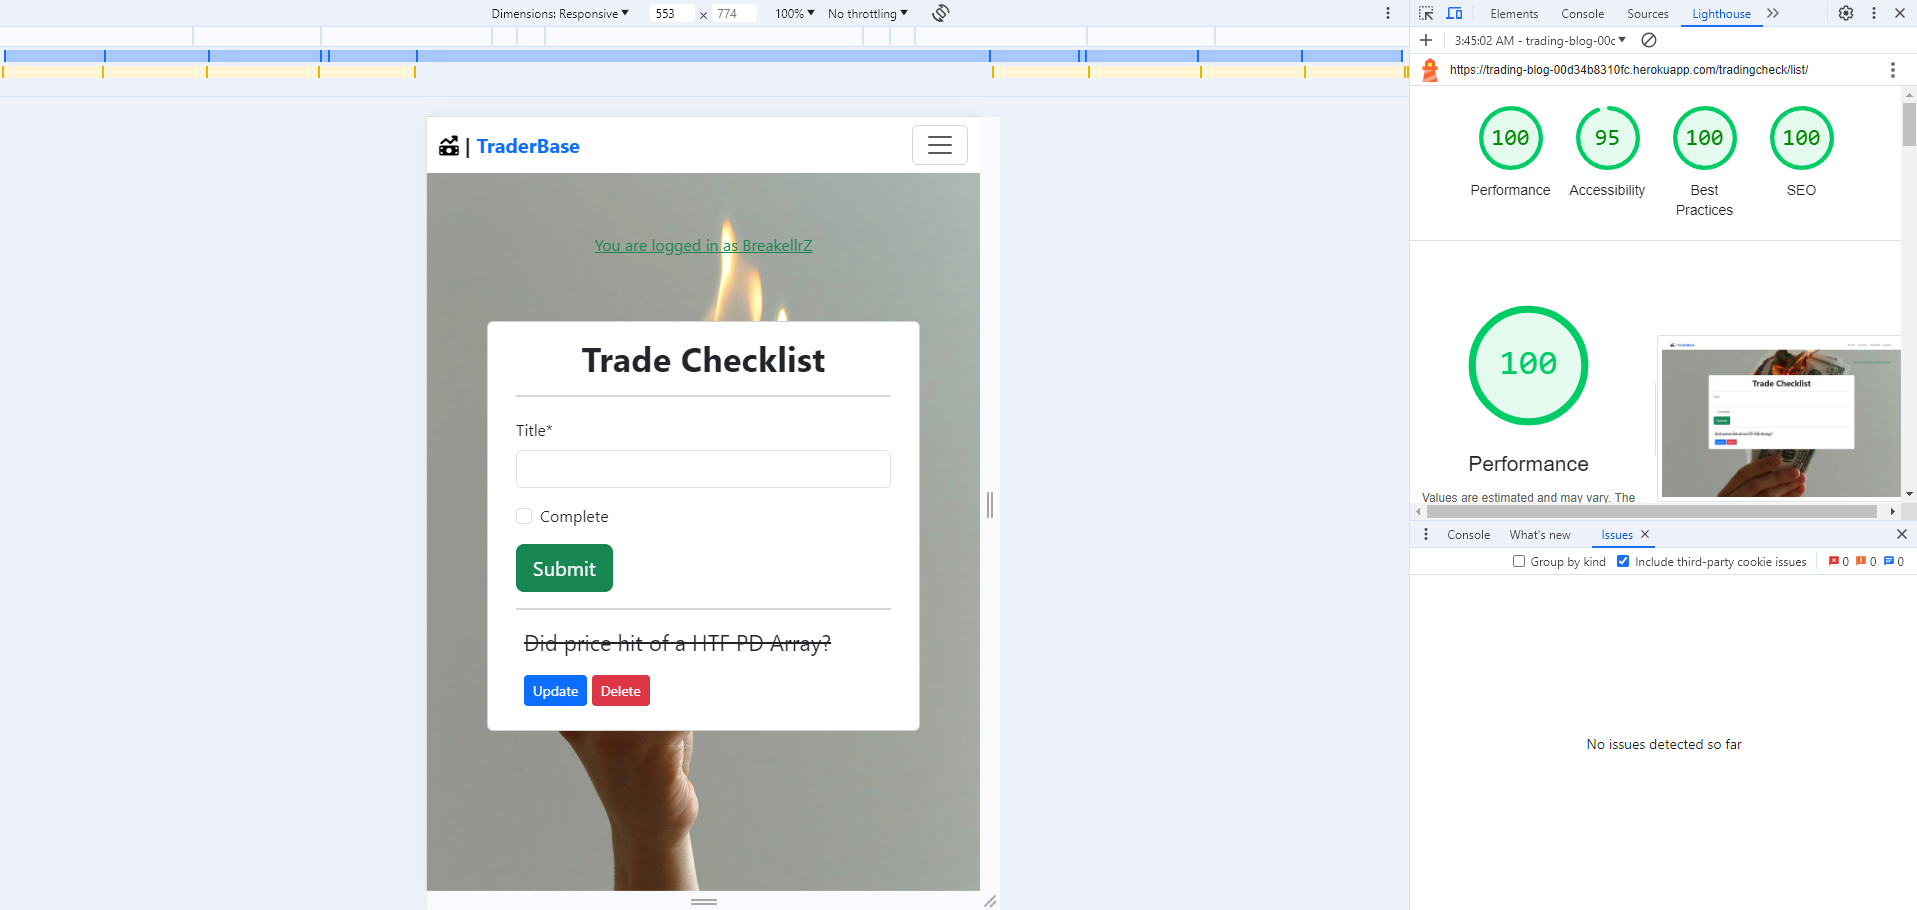 Dimensions: Responsive 553 × 774 100% No throttling
Elements Console Sources Lighthouse
3:45:02 AM - trading-blog-00c
https://trading-blog-00d34b8310fc.herokuapp.com/tradingcheck/list/
100 95 100 100
Performance Accessibility Best Practices SEO
| TraderBase
You are logged in as BreakellrZ
Trade Checklist
Title*
Complete
Submit
Did price hit of a HTF PD Array?
Update Delete
100
Performance
Values are estimated and may vary. The
Trade Checklist
Console What's new Issues
Group by kind Include third-party cookie issues 0 0 0
No issues detected so far